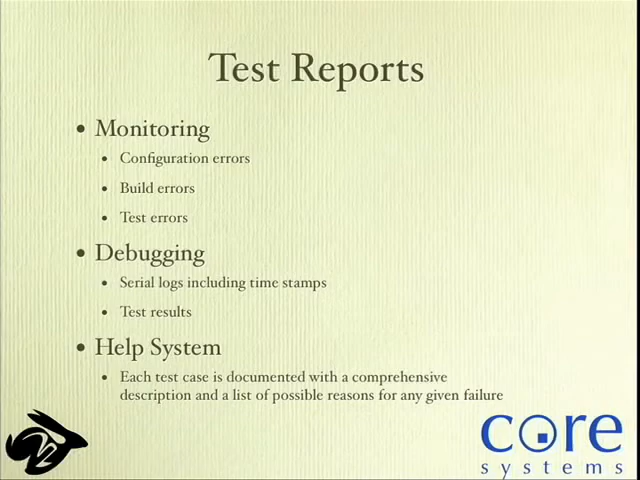 Test Reports
• Monitoring
• Configuration errors
• Build errors
• Test errors
• Debugging
• Serial logs including time stamps
• Test results
• Help System
• Each test case is documented with a comprehensive
description and a list of possible reasons for any given failure
core
systems